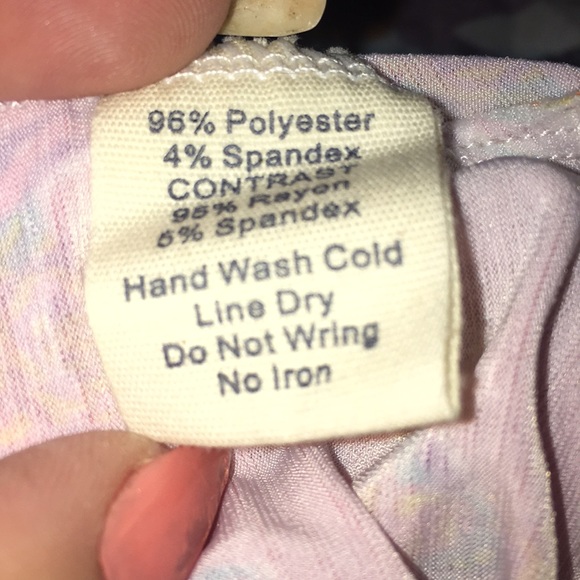 96% Polyester
4% Spandex
CONTRAST
95% Rayon
5% Spandex
Hand Wash Cold
Line Dry
Do Not Wring
No Iron